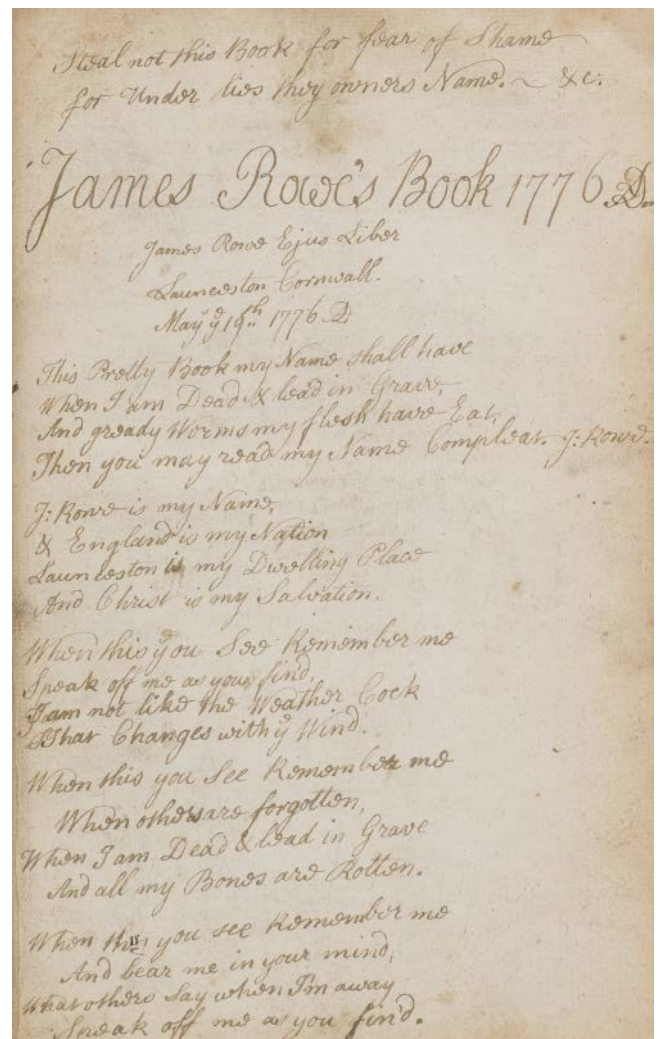 Steal not this Book for fear of Shame
for Under lies they owners Name. ~ &c:
James Rowe's Book 1776 AD.
James Rowe Ejus Liber
Launceston Cornwall.
May ye 19th 1776 AD
This Pretty Book my Name shall have
When I am Dead & lead in Grave,
And gready Worms my flesh have Eat,
Then you may read my Name Compleat. J: Rowe.
J: Rowe is my Name,
& England is my Nation
Launceston is my Dwelling Place
And Christ is my Salvation.
When this you See Remember me
Speak off me as you find,
I am not like the Weather Cock
That Changes with ye Wind.
When this you See Remember me
When others are forgotten,
When I am Dead & lead in Grave
And all my Bones are Rotten.
When this you see Remember me
And bear me in your mind,
What others Say when I'm away
Speak off me as you find.